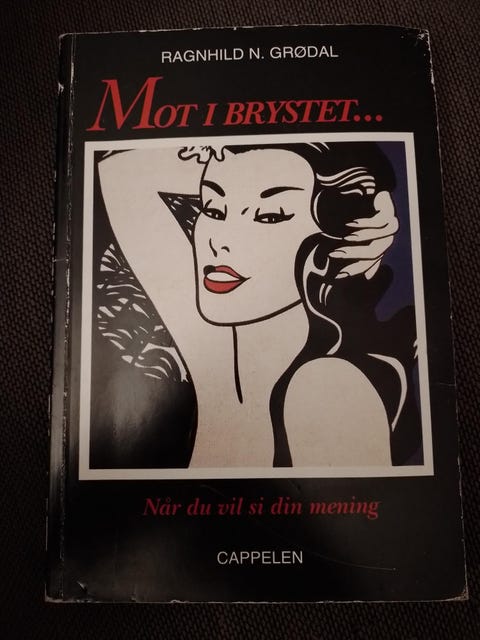 RAGNHILD N. GRØDAL
MOT I BRYSTET...
Når du vil si din mening
CAPPELEN